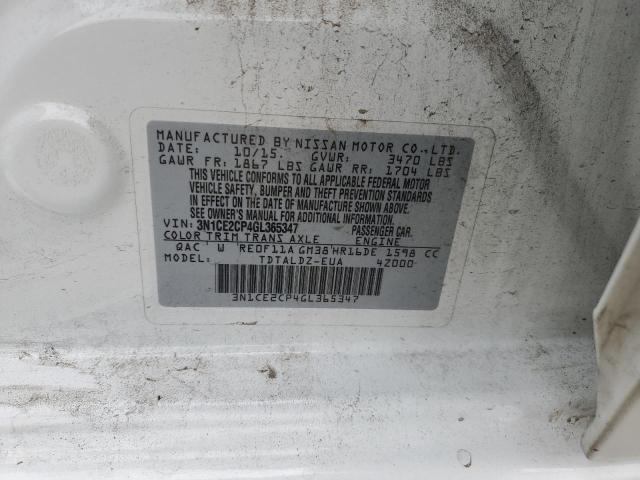 MANUFACTURED BY NISSAN MOTOR CO., LTD.
DATE: 10/15. GVWR: 3470 LBS
GAWR FR: 1867 LBS GAWR RR: 1704 LBS
THIS VEHICLE CONFORMS TO ALL APPLICABLE FEDERAL MOTOR
VEHICLE SAFETY, BUMPER AND THEFT PREVENTION STANDARDS
IN EFFECT ON THE DATE OF MANUFACTURE SHOWN ABOVE.
SEE OWNER'S MANUAL FOR ADDITIONAL INFORMATION.
VIN: 3N1CE2CP4GL365347 PASSENGER CAR.
COLOR TRIM TRANS AXLE ENGINE
QAC W RE0F11A GM38 HR16DE 1598 CC
MODEL: TDTALDZ-EUA 42000
3N1CE2CP4GL365347